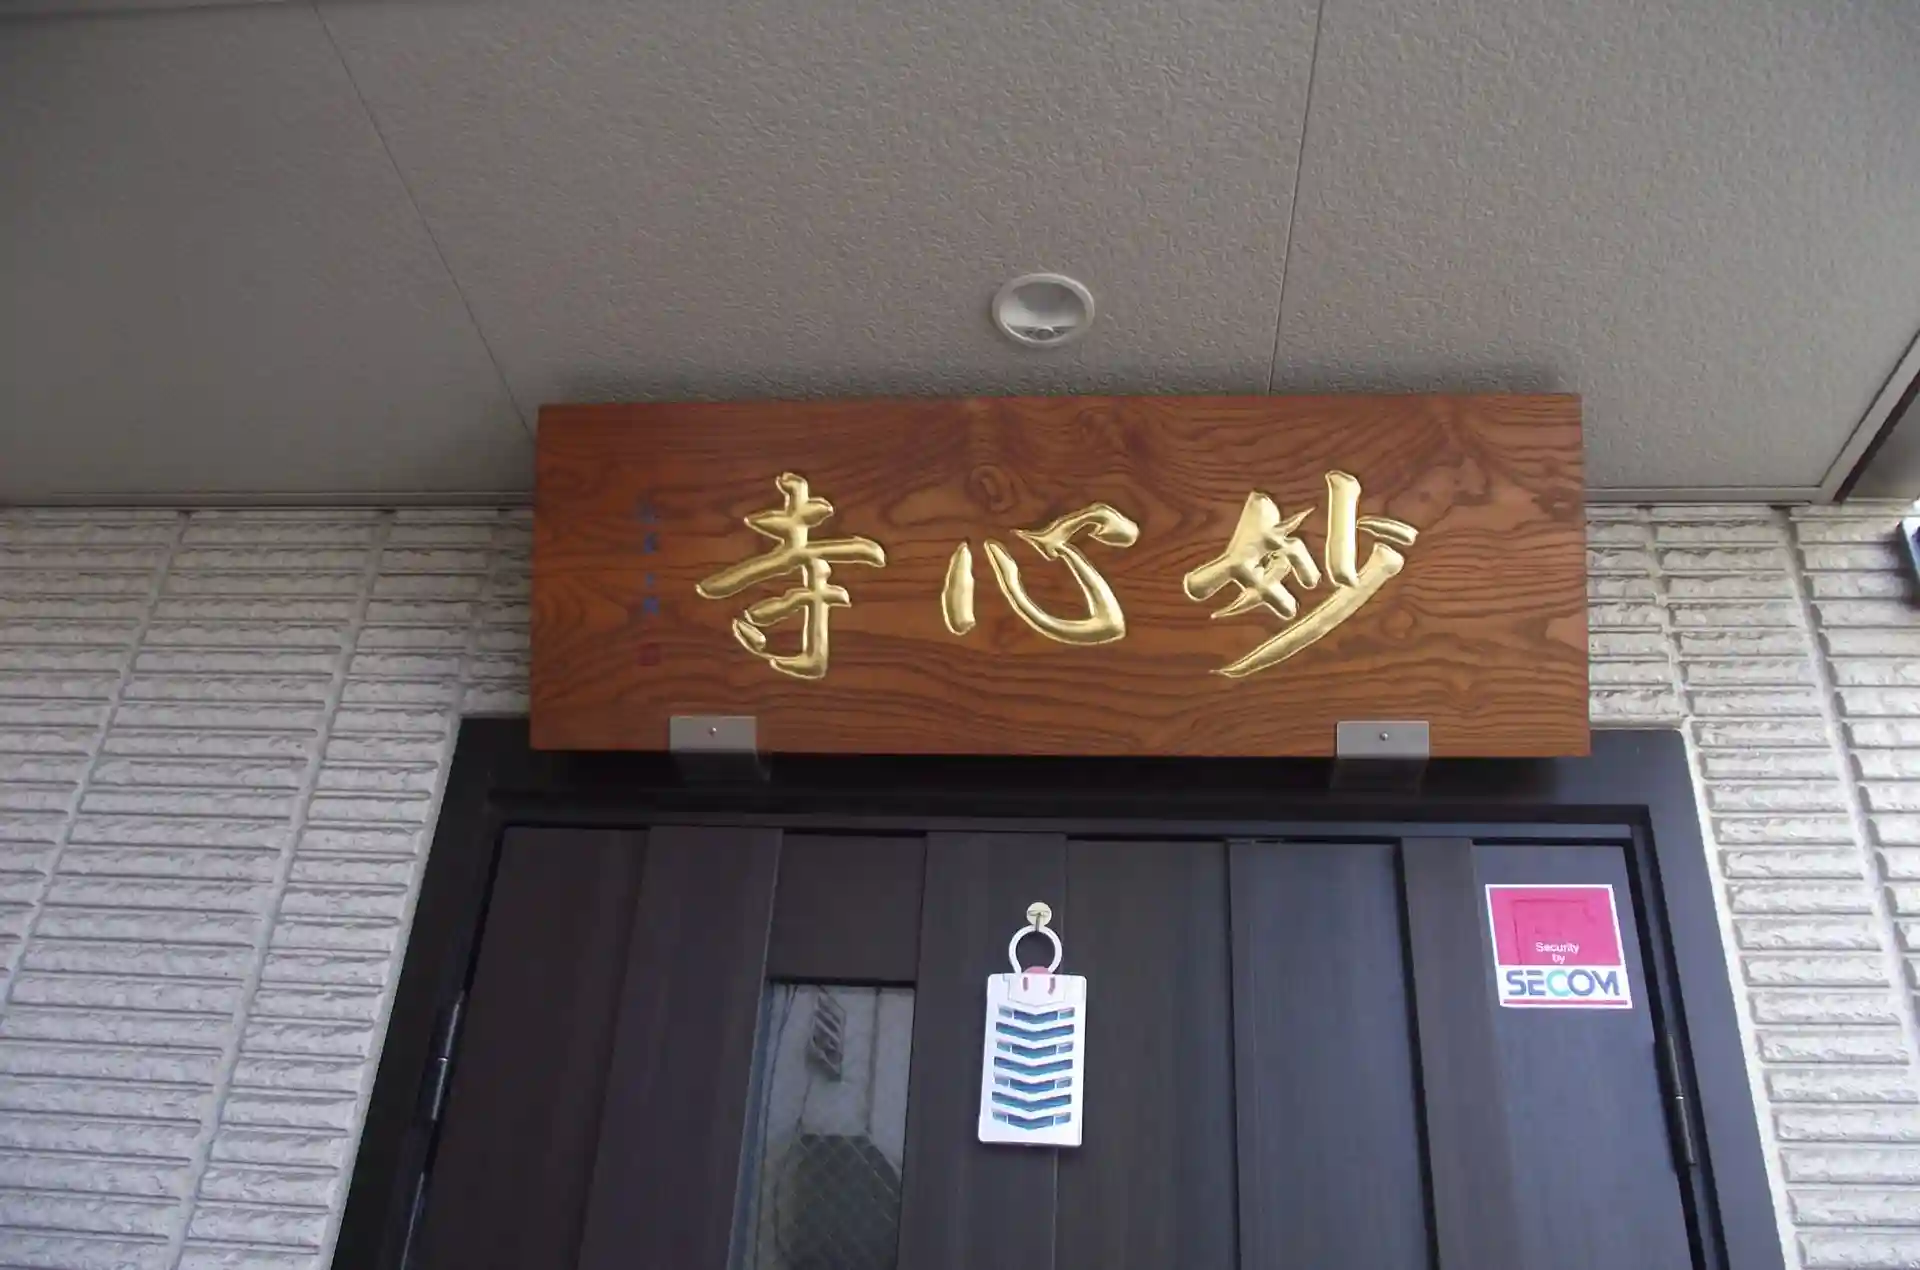 妙心寺
Security
by
SECOM